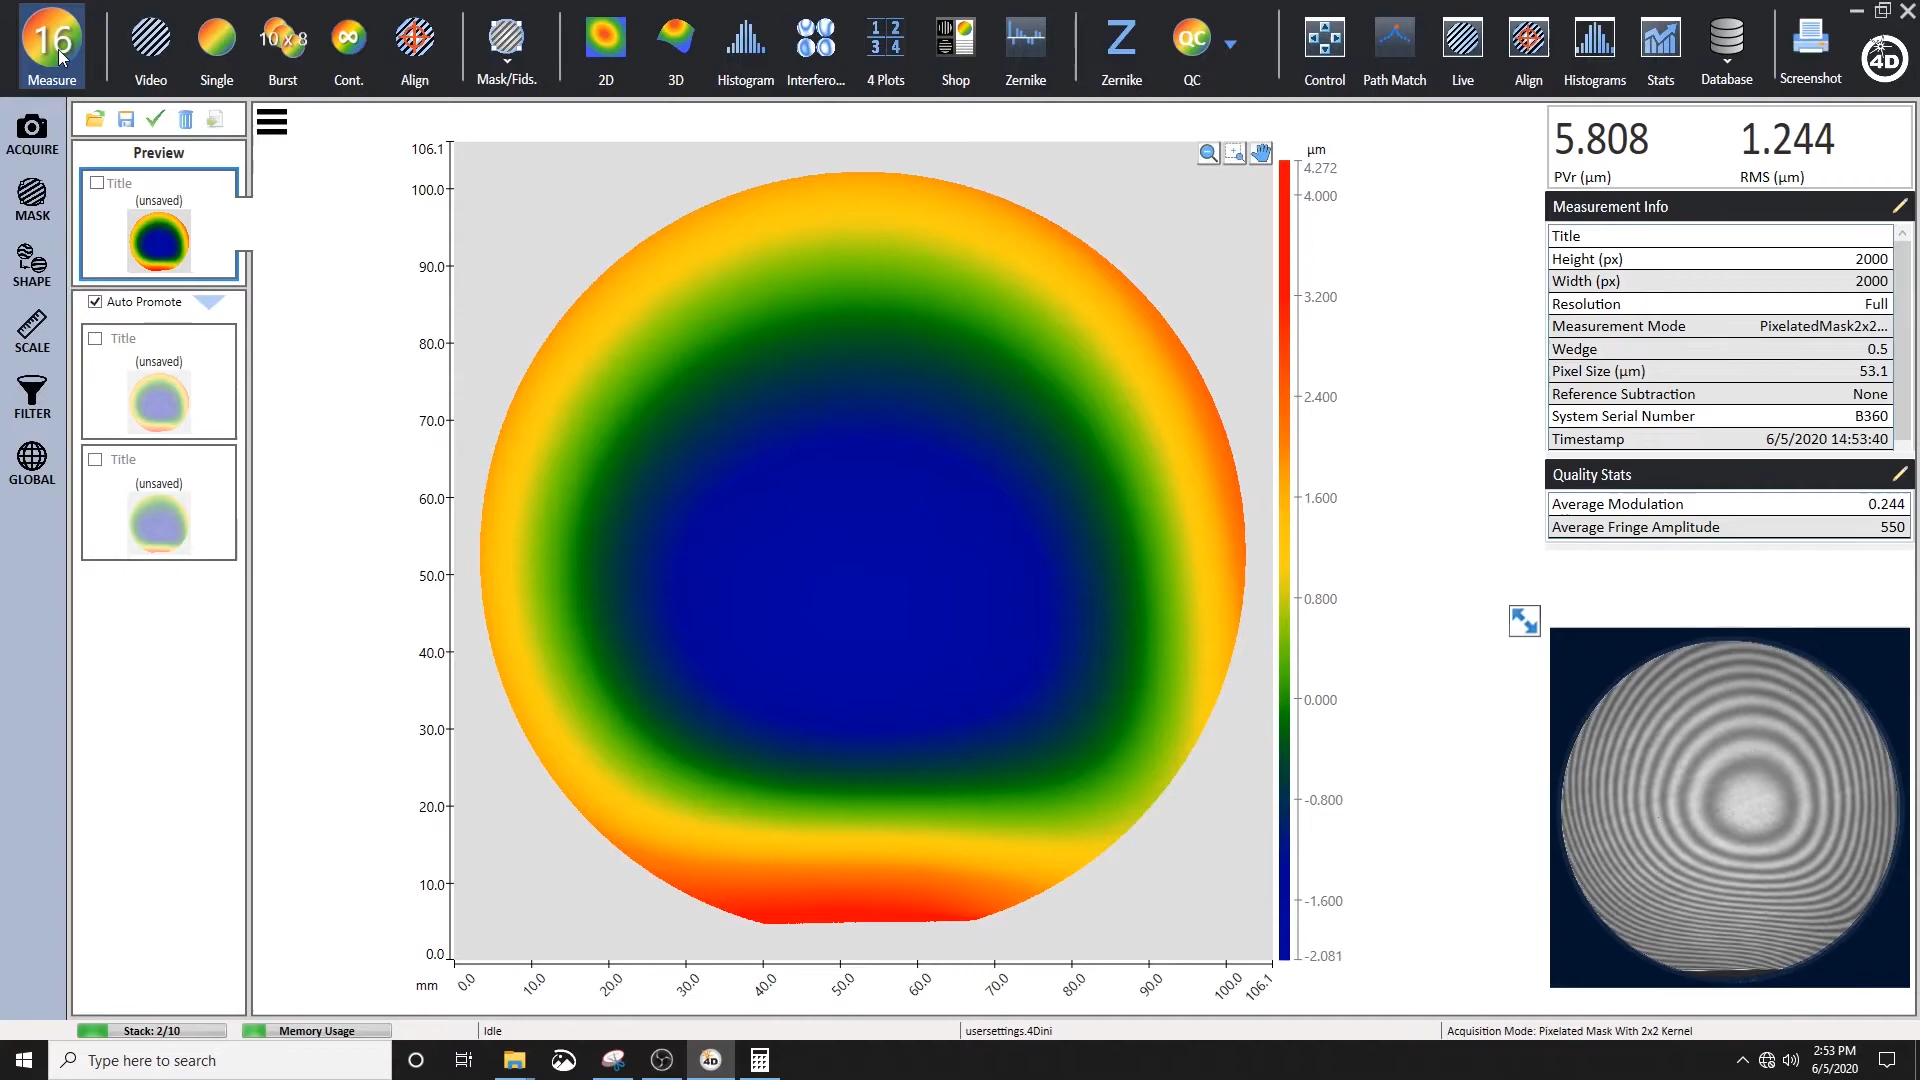 16
10 x 8
∞
QC
4D
Measure
Video
Single
Burst
Cont.
Align
Mask/Fids.
2D
3D
Histogram
Interfero...
1 2
3 4
4 Plots
Shop
Zernike
Z
Zernike
QC
Control
Path Match
Live
Align
Histograms
Stats
Database
Screenshot
ACQUIRE
MASK
SHAPE
SCALE
FILTER
GLOBAL
Preview
Title
(unsaved)
Auto Promote
Title
(unsaved)
Title
(unsaved)
106.1
100.0
90.0
80.0
70.0
60.0
50.0
40.0
30.0
20.0
10.0
0.0
mm
0.0
10.0
20.0
30.0
40.0
50.0
60.0
70.0
80.0
90.0
100.0
106.1
µm
4.272
4.000
3.200
2.400
1.600
0.800
0.000
-0.800
-1.600
-2.081
5.808 1.244
PVr (µm) RMS (µm)
Measurement Info
Title
Height (px) 2000
Width (px) 2000
Resolution Full
Measurement Mode PixelatedMask2x2...
Wedge 0.5
Pixel Size (µm) 53.1
Reference Subtraction None
System Serial Number B360
Timestamp 6/5/2020 14:53:40
Quality Stats
Average Modulation 0.244
Average Fringe Amplitude 550
Stack: 2/10
Memory Usage
Idle
usersettings.4Dini
Acquisition Mode: Pixelated Mask With 2x2 Kernel
Type here to search
4D
2:53 PM
6/5/2020